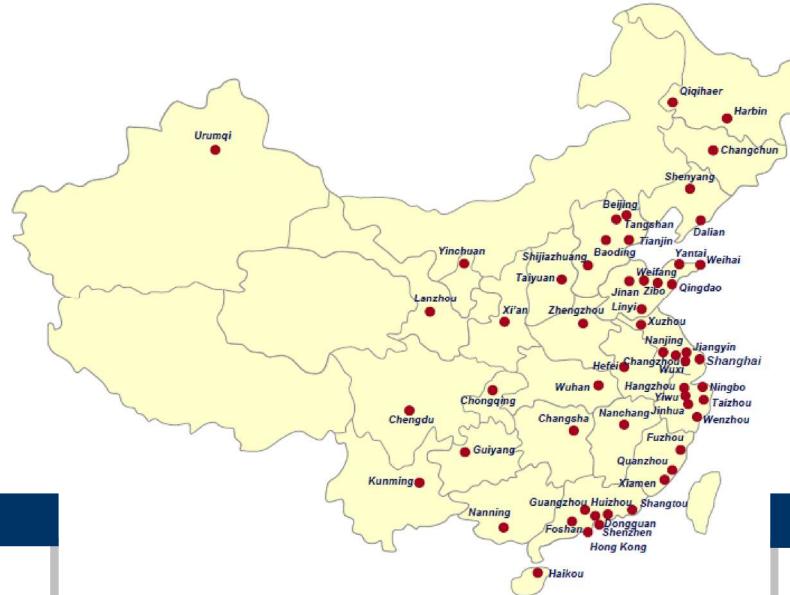 Qiqihaer
Harbin
Urumqi
Changchun
Shenyang
Beijing
Tangshan
Dalian
Tianjin
Yinchuan
Baoding
Yantai
Weihai
Shijiazhuang
Taiyuan
Weifang
Jinan
Zibo
Qingdao
Lanzhou
Linyi
Xi'an
Zhengzhou
Xuzhou
Nanjing
Jiangyin
Changzhou
Shanghai
Hefei
Wuxi
Wuhan
Hangzhou
Ningbo
Chongqing
Yiwu
Taizhou
Chengdu
Changsha
Nanchang
Jinhua
Wenzhou
Fuzhou
Guiyang
Quanzhou
Kunming
Xiamen
Guangzhou
Huizhou
Shangtou
Nanning
Foshan
Dongguan
Shenzhen
Hong Kong
Haikou